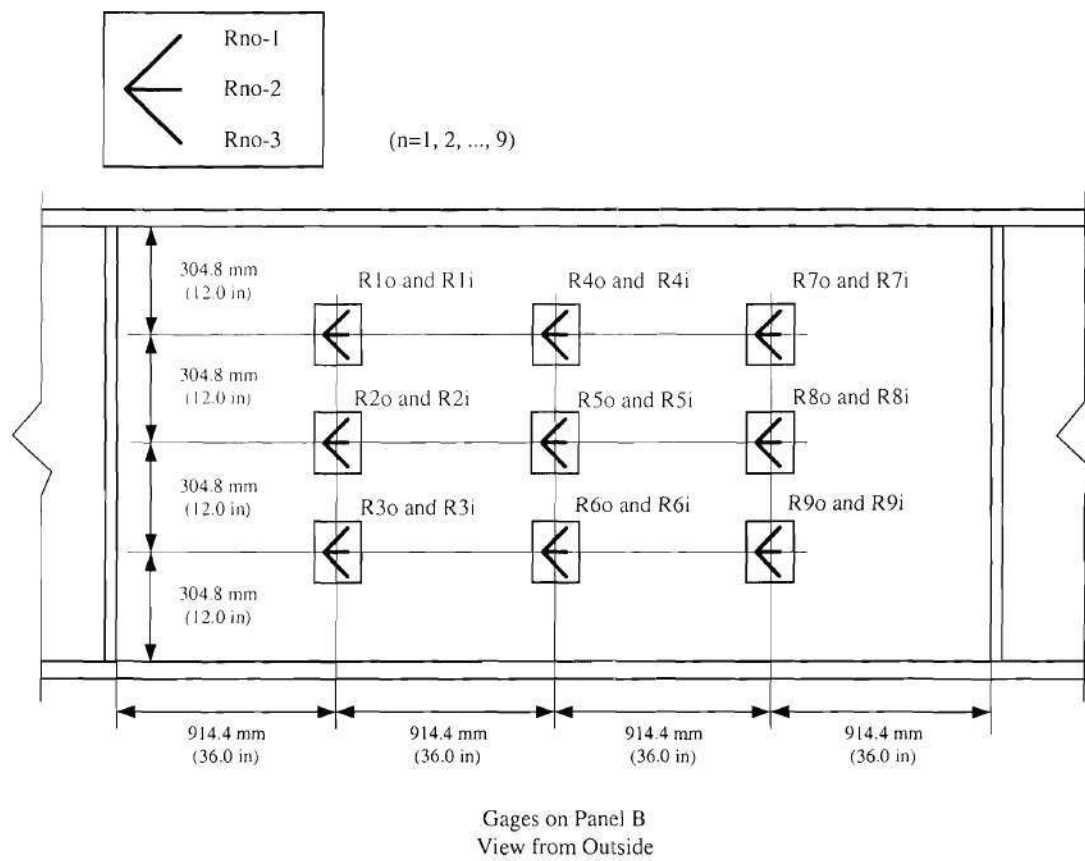 Rno-1
Rno-2
Rno-3
(n=1, 2, ..., 9)
304.8 mm
(12.0 in)
R1o and R1i
R4o and R4i
R7o and R7i
304.8 mm
(12.0 in)
R2o and R2i
R5o and R5i
R8o and R8i
304.8 mm
(12.0 in)
R3o and R3i
R6o and R6i
R9o and R9i
304.8 mm
(12.0 in)
914.4 mm
(36.0 in)
914.4 mm
(36.0 in)
914.4 mm
(36.0 in)
914.4 mm
(36.0 in)
Gages on Panel B
View from Outside